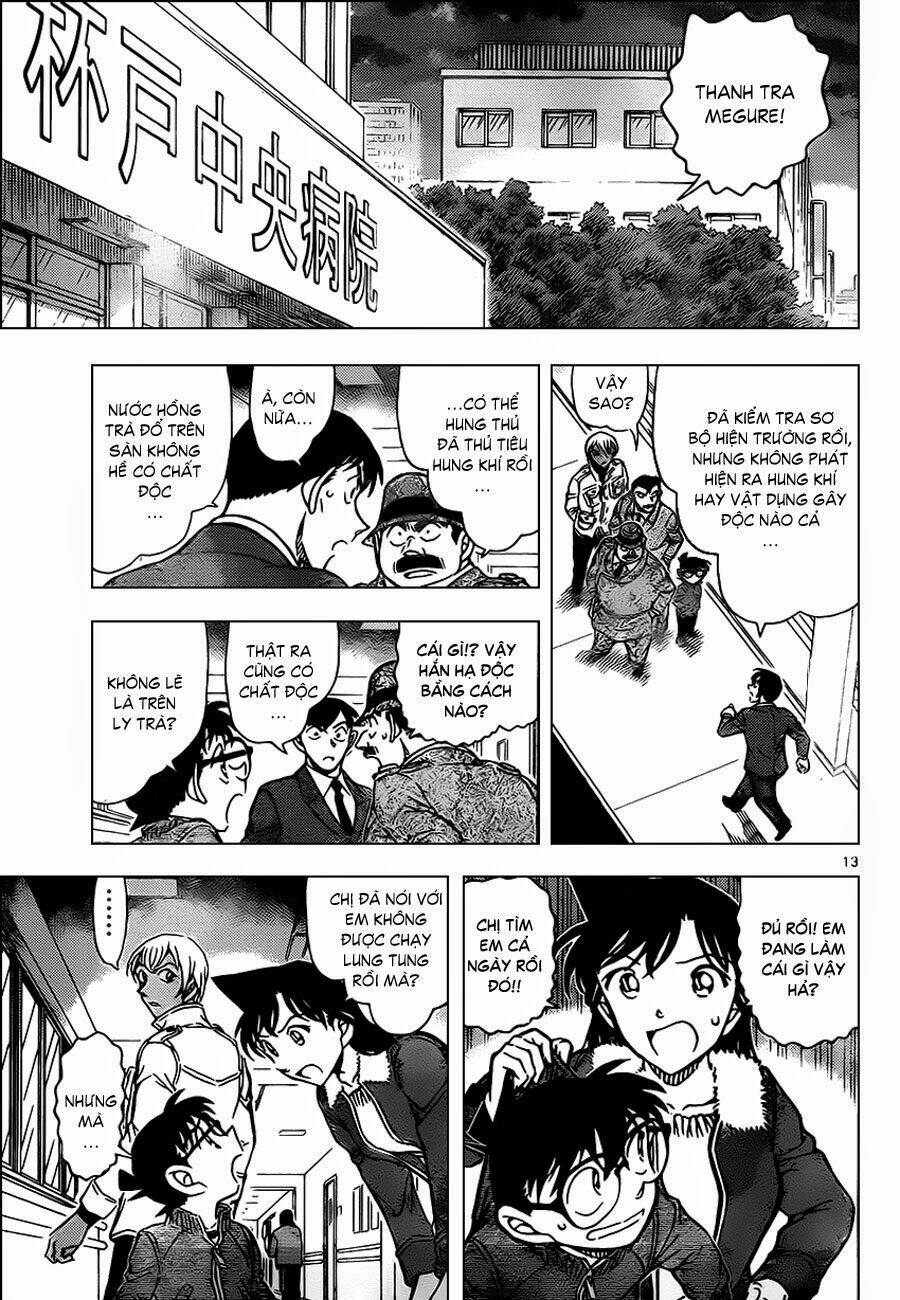 杯戸中央病院
THANH TRA
MEGURE!
VẬY
SAO?
ĐÃ KIỂM TRA SƠ
BỘ HIỆN TRƯỜNG RỒI,
NHƯNG KHÔNG PHÁT
HIỆN RA HUNG KHÍ
HAY VẬT DỤNG GÂY
ĐỘC NÀO CẢ
...
...CÓ THỂ
HUNG THỦ
ĐÃ THỦ TIÊU
HUNG KHÍ RỒI
À, CÒN
NỮA...
NƯỚC HỒNG
TRÀ ĐỔ TRÊN
SÀN KHÔNG
HỀ CÓ CHẤT
ĐỘC
...
CÁI GÌ!? VẬY
HẮN HẠ ĐỘC
BẰNG CÁCH
NÀO?
THẬT RA
CŨNG CÓ
CHẤT ĐỘC
...
KHÔNG LẼ
LÀ TRÊN
LY TRÀ?
13
ĐỦ RỒI! EM
ĐANG LÀM
CÁI GÌ VẬY
HẢ?
CHỊ TÌM
EM CẢ
NGÀY RỒI
ĐÓ!!
CHỊ ĐÃ NÓI VỚI
EM KHÔNG
ĐƯỢC CHẠY
LUNG TUNG
RỒI MÀ?
......
NHƯNG
MÀ
...